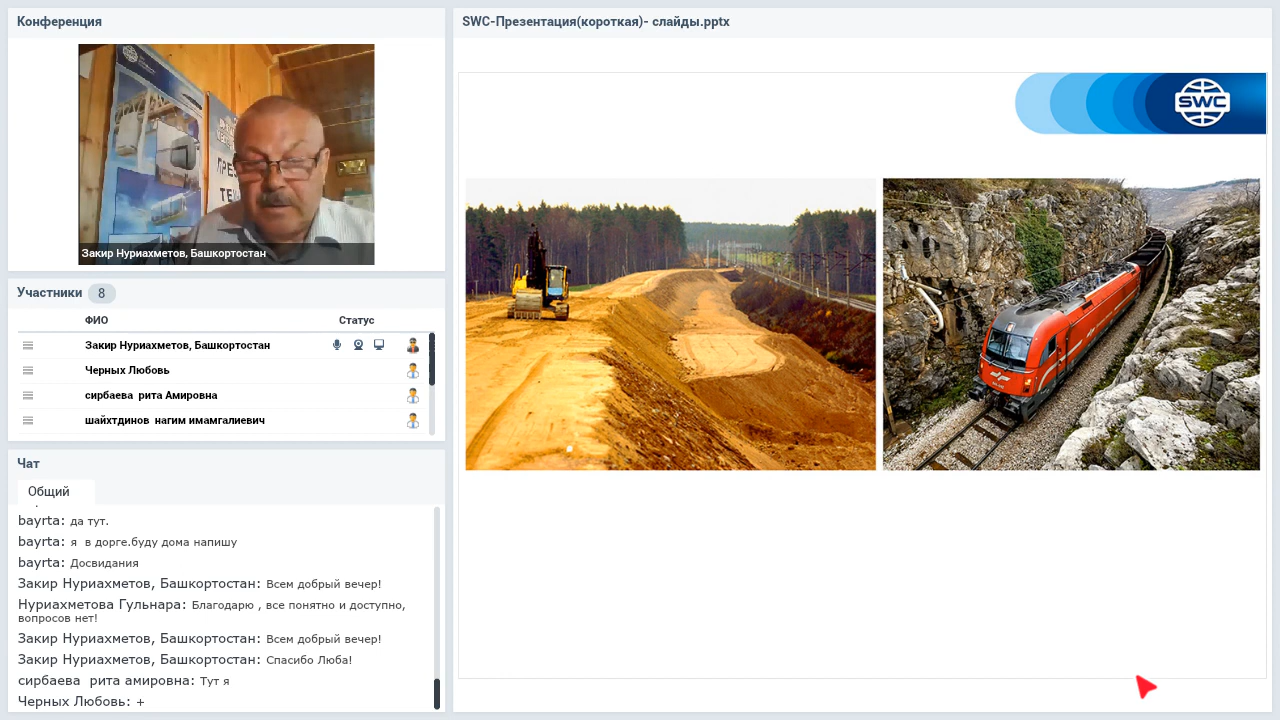 Конференция
Закир Нуриахметов, Башкортостан
Участники 8
ФИО Статус
Закир Нуриахметов, Башкортостан
Черных Любовь
сирбаева рита Амировна
шайхтдинов нагим имамгалиевич
Чат
Общий
bayrta: да тут.
bayrta: я в дорге.буду дома напишу
bayrta: Досвидания
Закир Нуриахметов, Башкортостан: Всем добрый вечер!
Нуриахметова Гульнара: Благодарю , все понятно и доступно,
вопросов нет!
Закир Нуриахметов, Башкортостан: Всем добрый вечер!
Закир Нуриахметов, Башкортостан: Спасибо Люба!
сирбаева рита амировна: Тут я
Черных Любовь: +
SWC-Презентация(короткая)- слайды.pptx
SWC